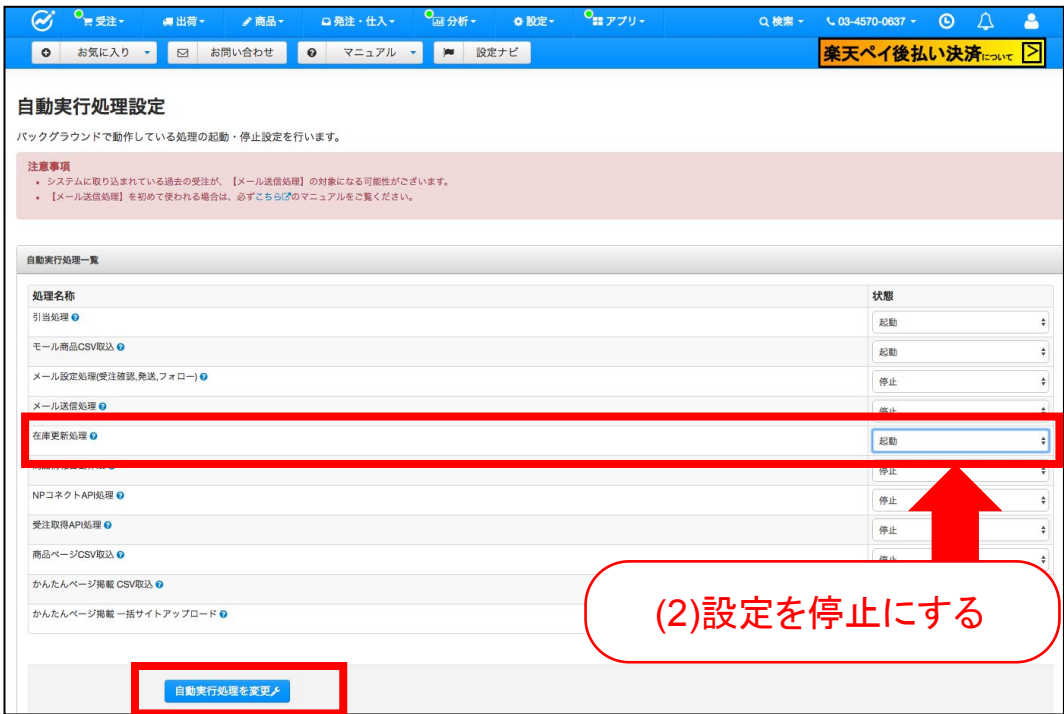 受注 出荷 商品 発注・仕入 分析 設定 アプリ 検索 03-4570-0637
お気に入り お問い合わせ マニュアル 設定ナビ 楽天ペイ後払い決済について
自動実行処理設定
バックグラウンドで動作している処理の起動・停止設定を行います。
注意事項
・ システムに取り込まれている過去の受注が、【メール送信処理】の対象になる可能性がございます。
・ 【メール送信処理】を初めて使われる場合は、必ずこちらのマニュアルをご覧ください。
自動実行処理一覧
処理名称 状態
引当処理 起動
モール商品CSV取込 起動
メール設定処理(受注確認,発送,フォロー) 停止
メール送信処理 停止
在庫更新処理 起動
停止
NPコネクトAPI処理 停止
受注取得API処理 停止
商品ページCSV取込 停止
かんたんページ掲載 CSV取込
かんたんページ掲載 一括サイトアップロード
(2)設定を停止にする
自動実行処理を変更